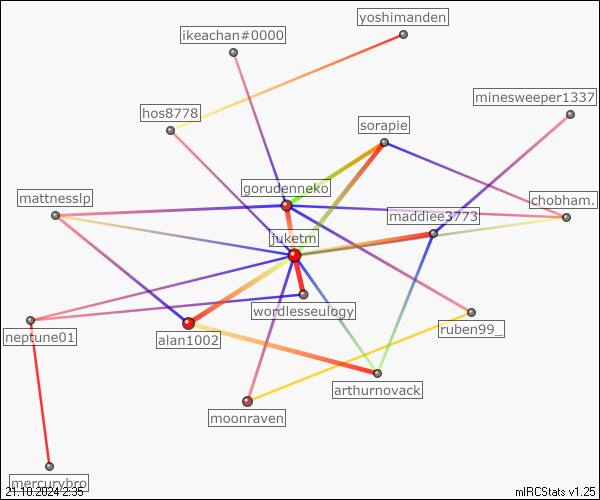 yoshimanden
ikeachan#0000
minesweeper1337
hos8778
sorapie
gorudenneko
mattnesslp
chobham.
maddiee3773
juketm
wordlesseulogy
neptune01
alan1002
ruben99_
arthurnovack
moonraven
mercurybro
21.10.2024 2:35
mIRCStats v1.25